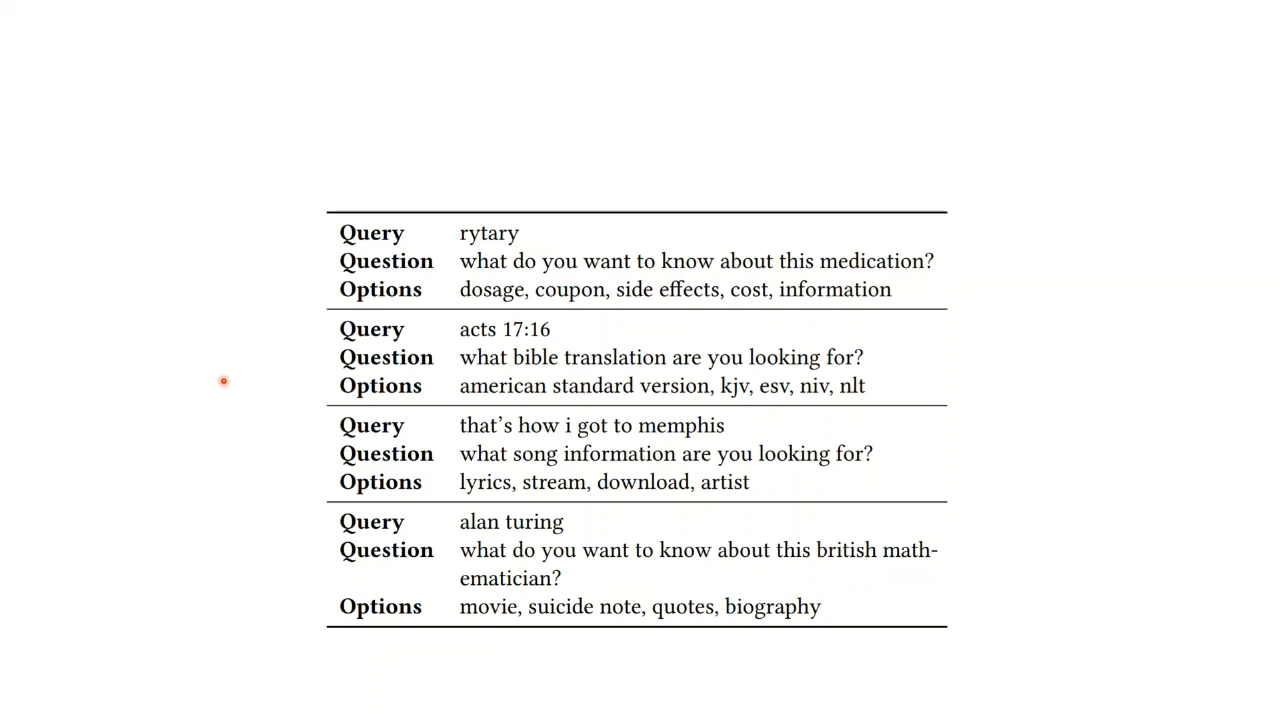 Query rytary
Question what do you want to know about this medication?
Options dosage, coupon, side effects, cost, information
Query acts 17:16
Question what bible translation are you looking for?
Options american standard version, kjv, esv, niv, nlt
Query that's how i got to memphis
Question what song information are you looking for?
Options lyrics, stream, download, artist
Query alan turing
Question what do you want to know about this british math-
ematician?
Options movie, suicide note, quotes, biography